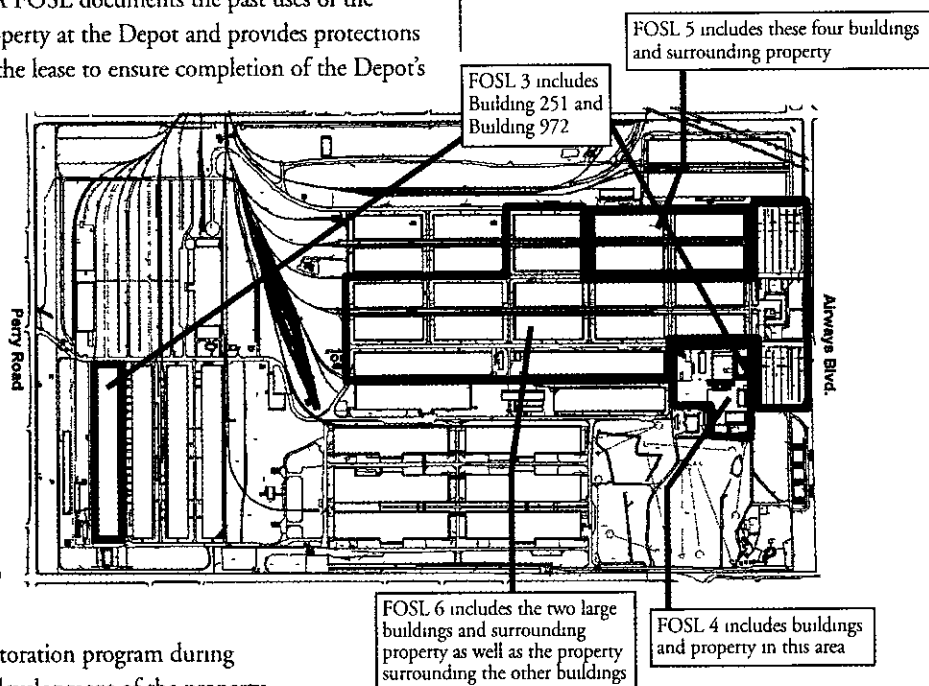 A FOSL documents the past uses of the
operty at the Depot and provides protections
the lease to ensure completion of the Depot's
FOSL 5 includes these four buildings
and surrounding property
FOSL 3 includes
Building 251 and
Building 972
Perry Road
Airways Blvd.
FOSL 6 includes the two large
buildings and surrounding
property as well as the property
surrounding the other buildings
FOSL 4 includes buildings
and property in this area
toration program during